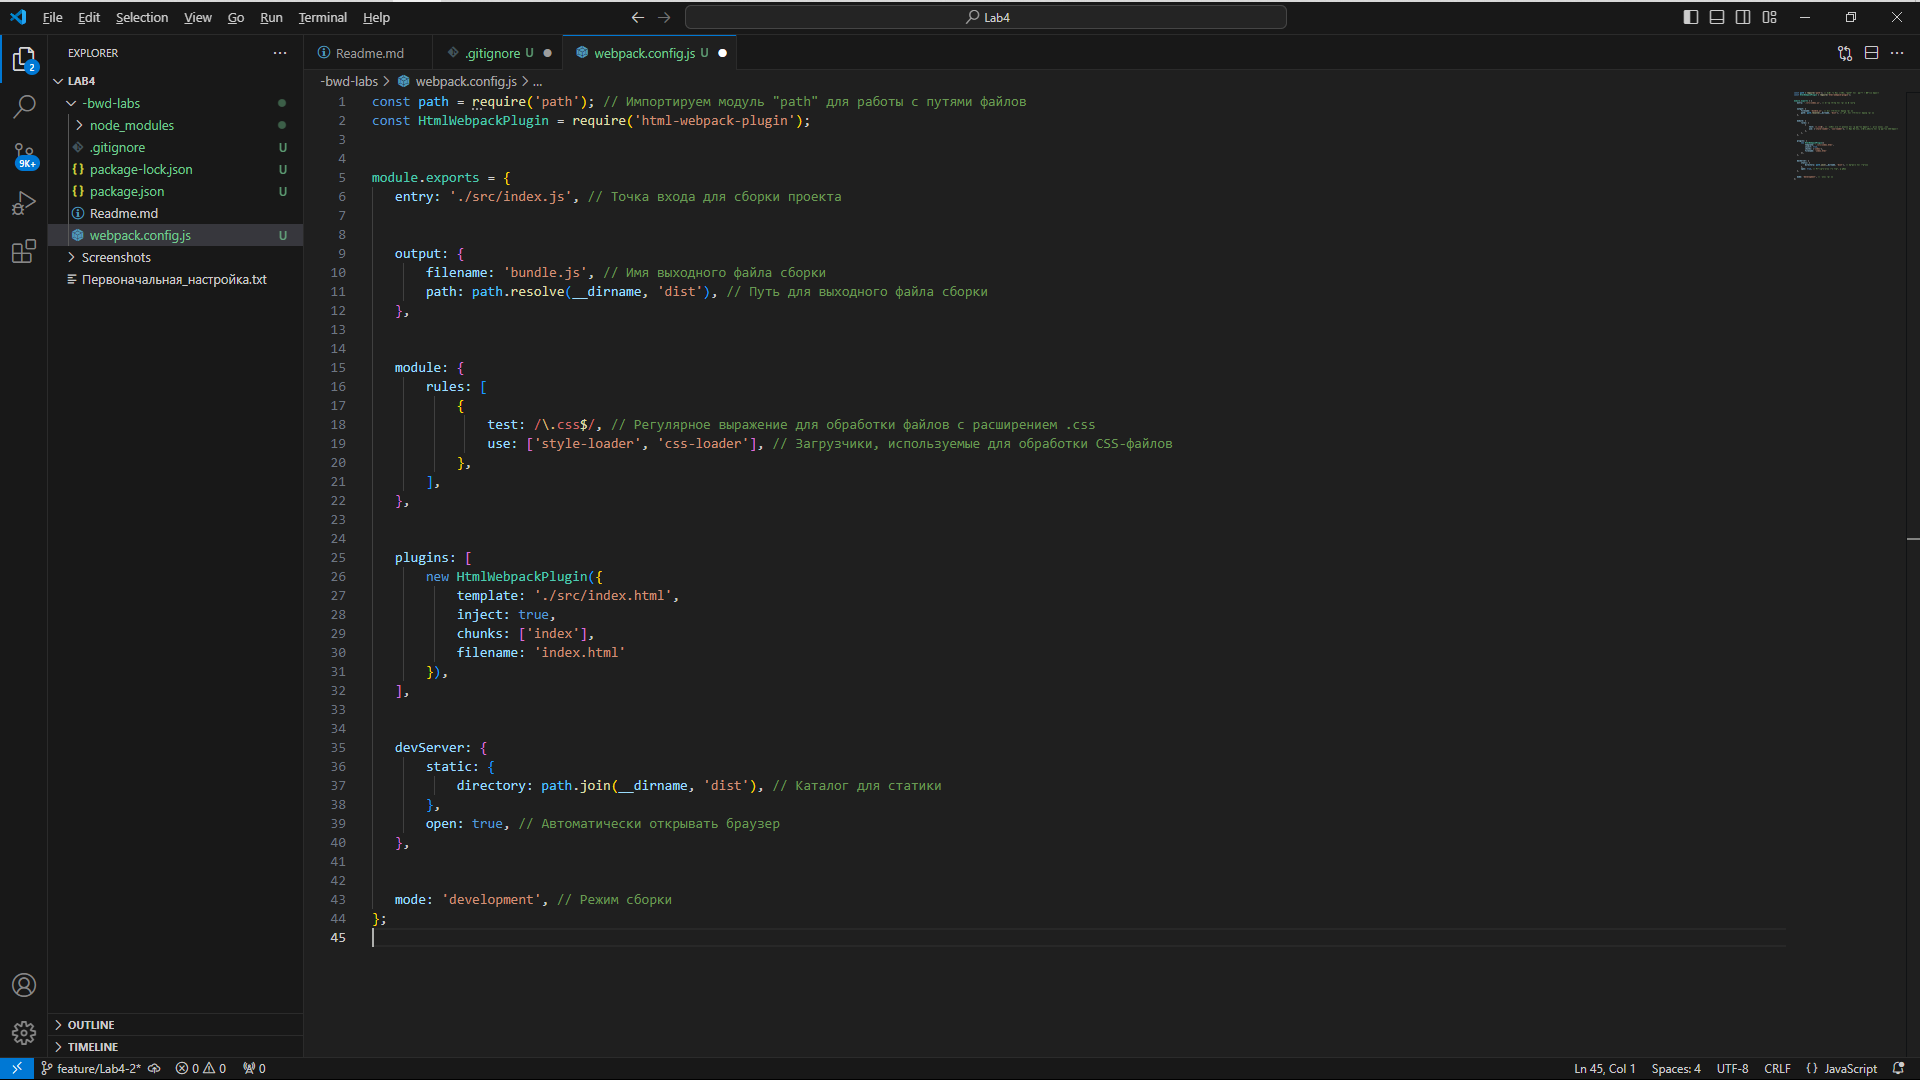 File Edit Selection View Go Run Terminal Help
Lab4
EXPLORER
Readme.md
.gitignore U
webpack.config.js U
LAB4
-bwd-labs
node_modules
.gitignore U
package-lock.json U
package.json U
Readme.md
webpack.config.js U
Screenshots
Первоначальная_настройка.txt
2
9K+
-bwd-labs > webpack.config.js > ...
1 const path = require('path'); // Импортируем модуль "path" для работы с путями файлов
2 const HtmlWebpackPlugin = require('html-webpack-plugin');
3
4
5 module.exports = {
6 entry: './src/index.js', // Точка входа для сборки проекта
7
8
9 output: {
10 filename: 'bundle.js', // Имя выходного файла сборки
11 path: path.resolve(__dirname, 'dist'), // Путь для выходного файла сборки
12 },
13
14
15 module: {
16 rules: [
17 {
18 test: /\.css$/, // Регулярное выражение для обработки файлов с расширением .css
19 use: ['style-loader', 'css-loader'], // Загрузчики, используемые для обработки CSS-файлов
20 },
21 ],
22 },
23
24
25 plugins: [
26 new HtmlWebpackPlugin({
27 template: './src/index.html',
28 inject: true,
29 chunks: ['index'],
30 filename: 'index.html'
31 }),
32 ],
33
34
35 devServer: {
36 static: {
37 directory: path.join(__dirname, 'dist'), // Каталог для статики
38 },
39 open: true, // Автоматически открывать браузер
40 },
41
42
43 mode: 'development', // Режим сборки
44 };
45
OUTLINE
TIMELINE
feature/Lab4-2* 0 0 0
Ln 45, Col 1 Spaces: 4 UTF-8 CRLF {} JavaScript